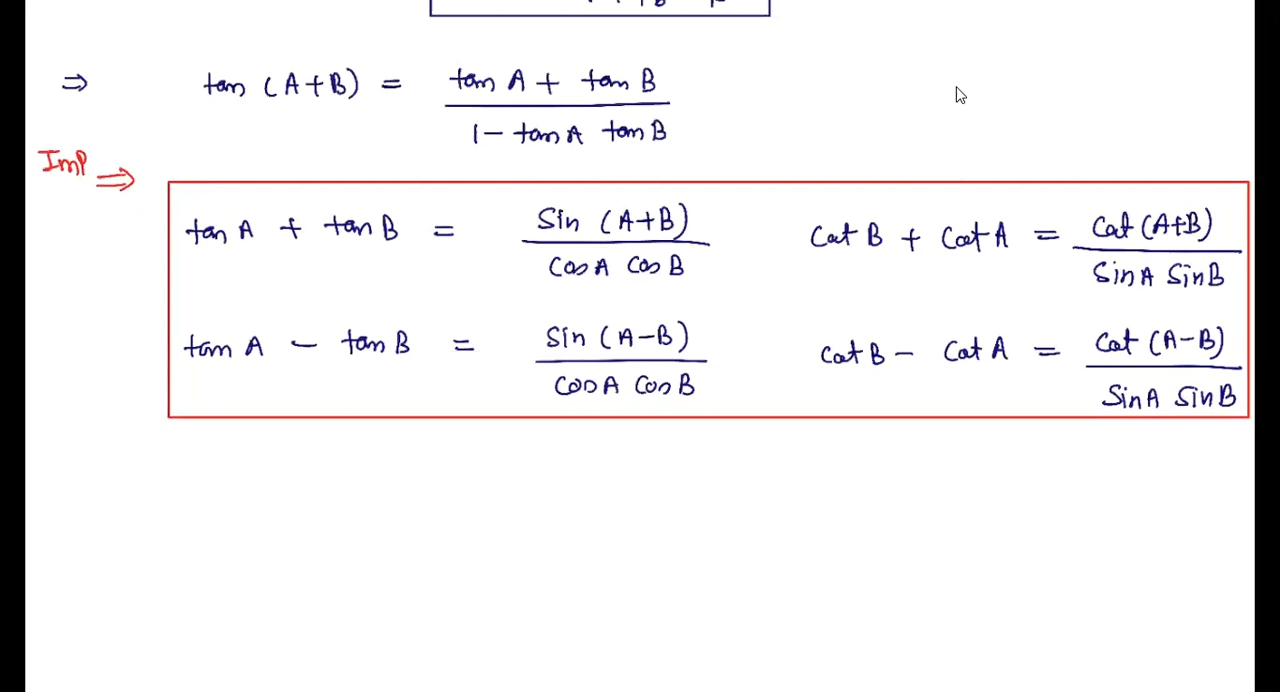 ⇒ tan (A+B) = (tan A + tan B) / (1 − tan A tan B)
Imp ⇒
tan A + tan B = Sin (A+B) / (Cos A Cos B)
Cot B + Cot A = Cot (A+B) / (Sin A Sin B)
tan A − tan B = Sin (A−B) / (Cos A Cos B)
Cot B − Cot A = Cot (A−B) / (Sin A Sin B)